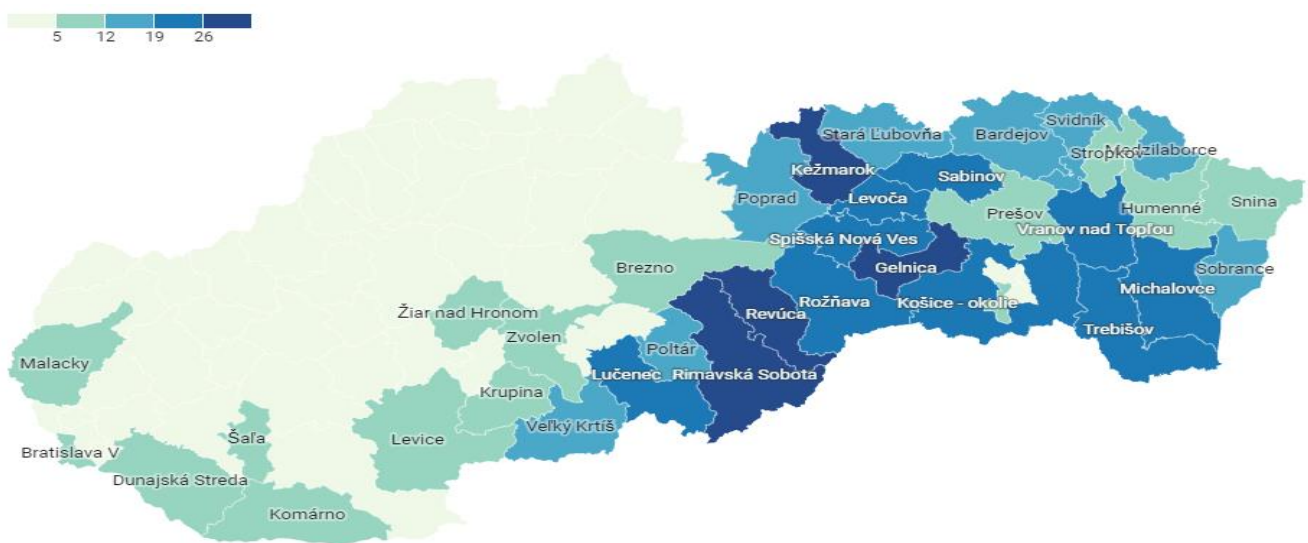 5 12 19 26
Svidník
Stará Ľubovňa
Bardejov
Medzilaborce
Stropkov
Kežmarok
Sabinov
Poprad
Levoča
Snina
Humenné
Prešov
Vranov nad Topľou
Spišská Nová Ves
Brezno
Gelnica
Sobrance
Michalovce
Rožňava
Košice - okolie
Žiar nad Hronom
Revúca
Trebišov
Zvolen
Poltár
Malacky
Lučenec
Rimavská Sobota
Krupina
Veľký Krtíš
Šaľa
Levice
Bratislava V
Dunajská Streda
Komárno